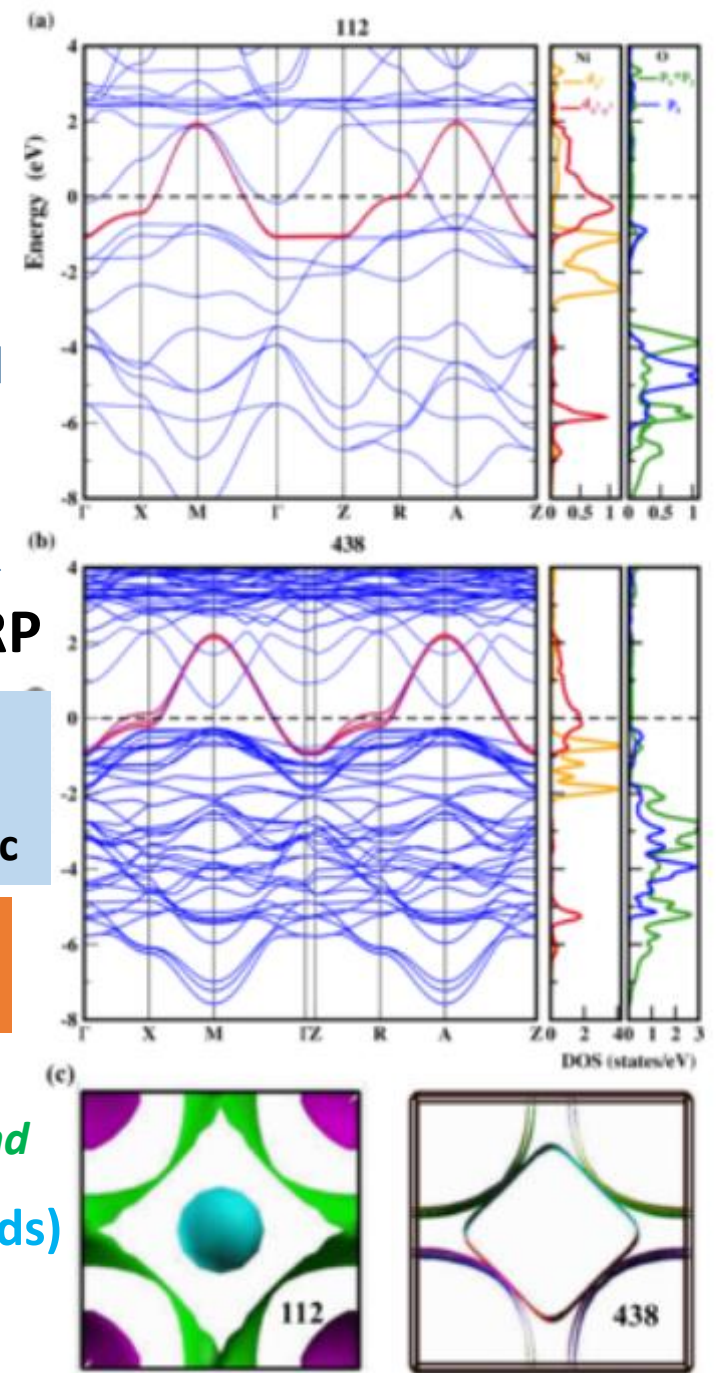 (a)
112
4
2
0
-2
-4
-6
-8
Energy (eV)
Γ X M Γ Z R A Z
Ni
O
0 0.5 1 0 0.5 1
(b)
438
4
2
0
-2
-4
-6
-8
Γ X M ΓZ R A Z
0 2 4 0 1 2 3
DOS (states/eV)
RP
c
nd
ds)
(c)
112
438